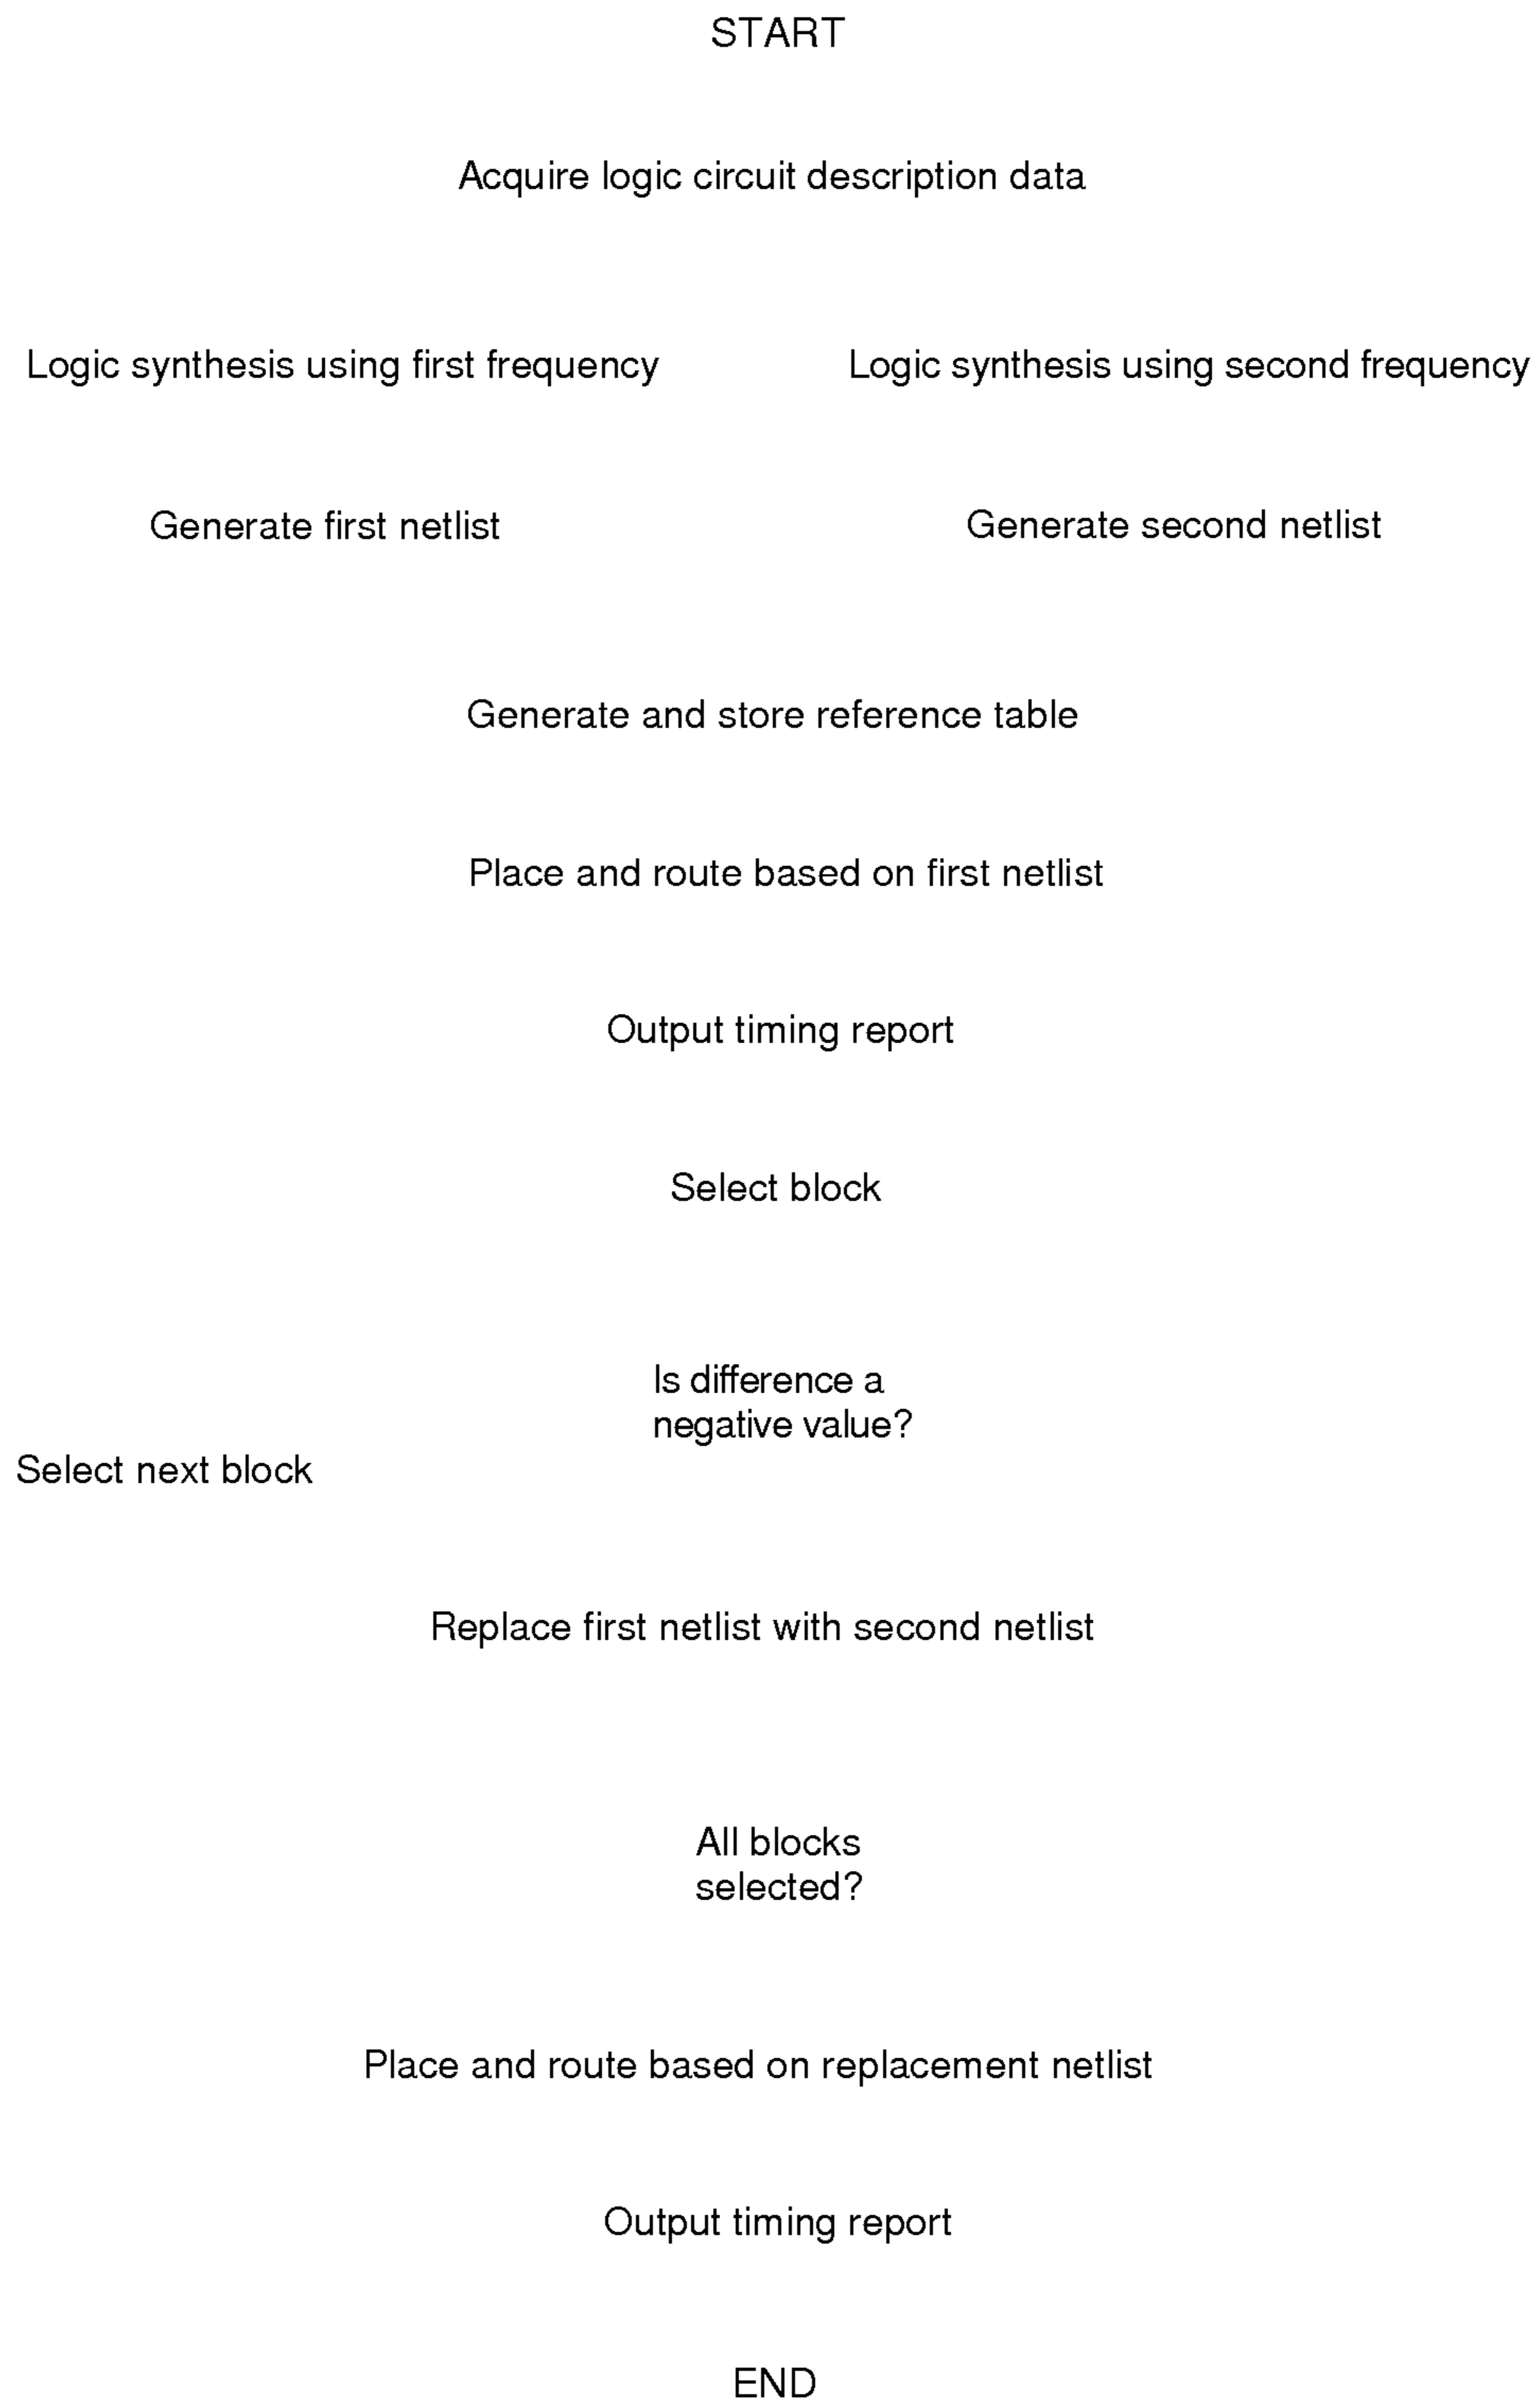 START
Acquire logic circuit description data
Logic synthesis using first frequency
Logic synthesis using second frequency
Generate first netlist
Generate second netlist
Generate and store reference table
Place and route based on first netlist
Output timing report
Select block
Is difference a
negative value?
Select next block
Replace first netlist with second netlist
All blocks
selected?
Place and route based on replacement netlist
Output timing report
END